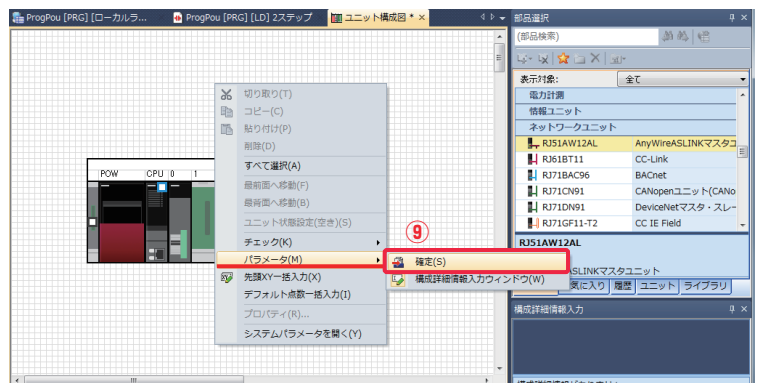 ProgPou [PRG] [ローカルラ...
ProgPou [PRG] [LD] 2ステップ
ユニット構成図 * ×
部品選択
(部品検索)
表示対象:
全て
電力計測
情報ユニット
ネットワークユニット
RJ51AW12AL AnyWireASLINKマスタユ
RJ61BT11 CC-Link
RJ71BAC96 BACnet
RJ71CN91 CANopenユニット(CANo
RJ71DN91 DeviceNetマスタ・スレー
RJ71GF11-T2 CC IE Field
RJ51AW12AL
SLINKマスタユニット
気に入り
履歴
ユニット
ライブラリ
構成詳細情報入力
POW CPU 0 1
切り取り(T)
コピー(C)
貼り付け(P)
削除(D)
すべて選択(A)
最前面へ移動(F)
最背面へ移動(B)
ユニット状態設定(空き)(S)
チェック(K)
パラメータ(M)
先頭XY一括入力(X)
デフォルト点数一括入力(I)
プロパティ(R)...
システムパラメータを開く(Y)
⑨
確定(S)
構成詳細情報入力ウィンドウ(W)